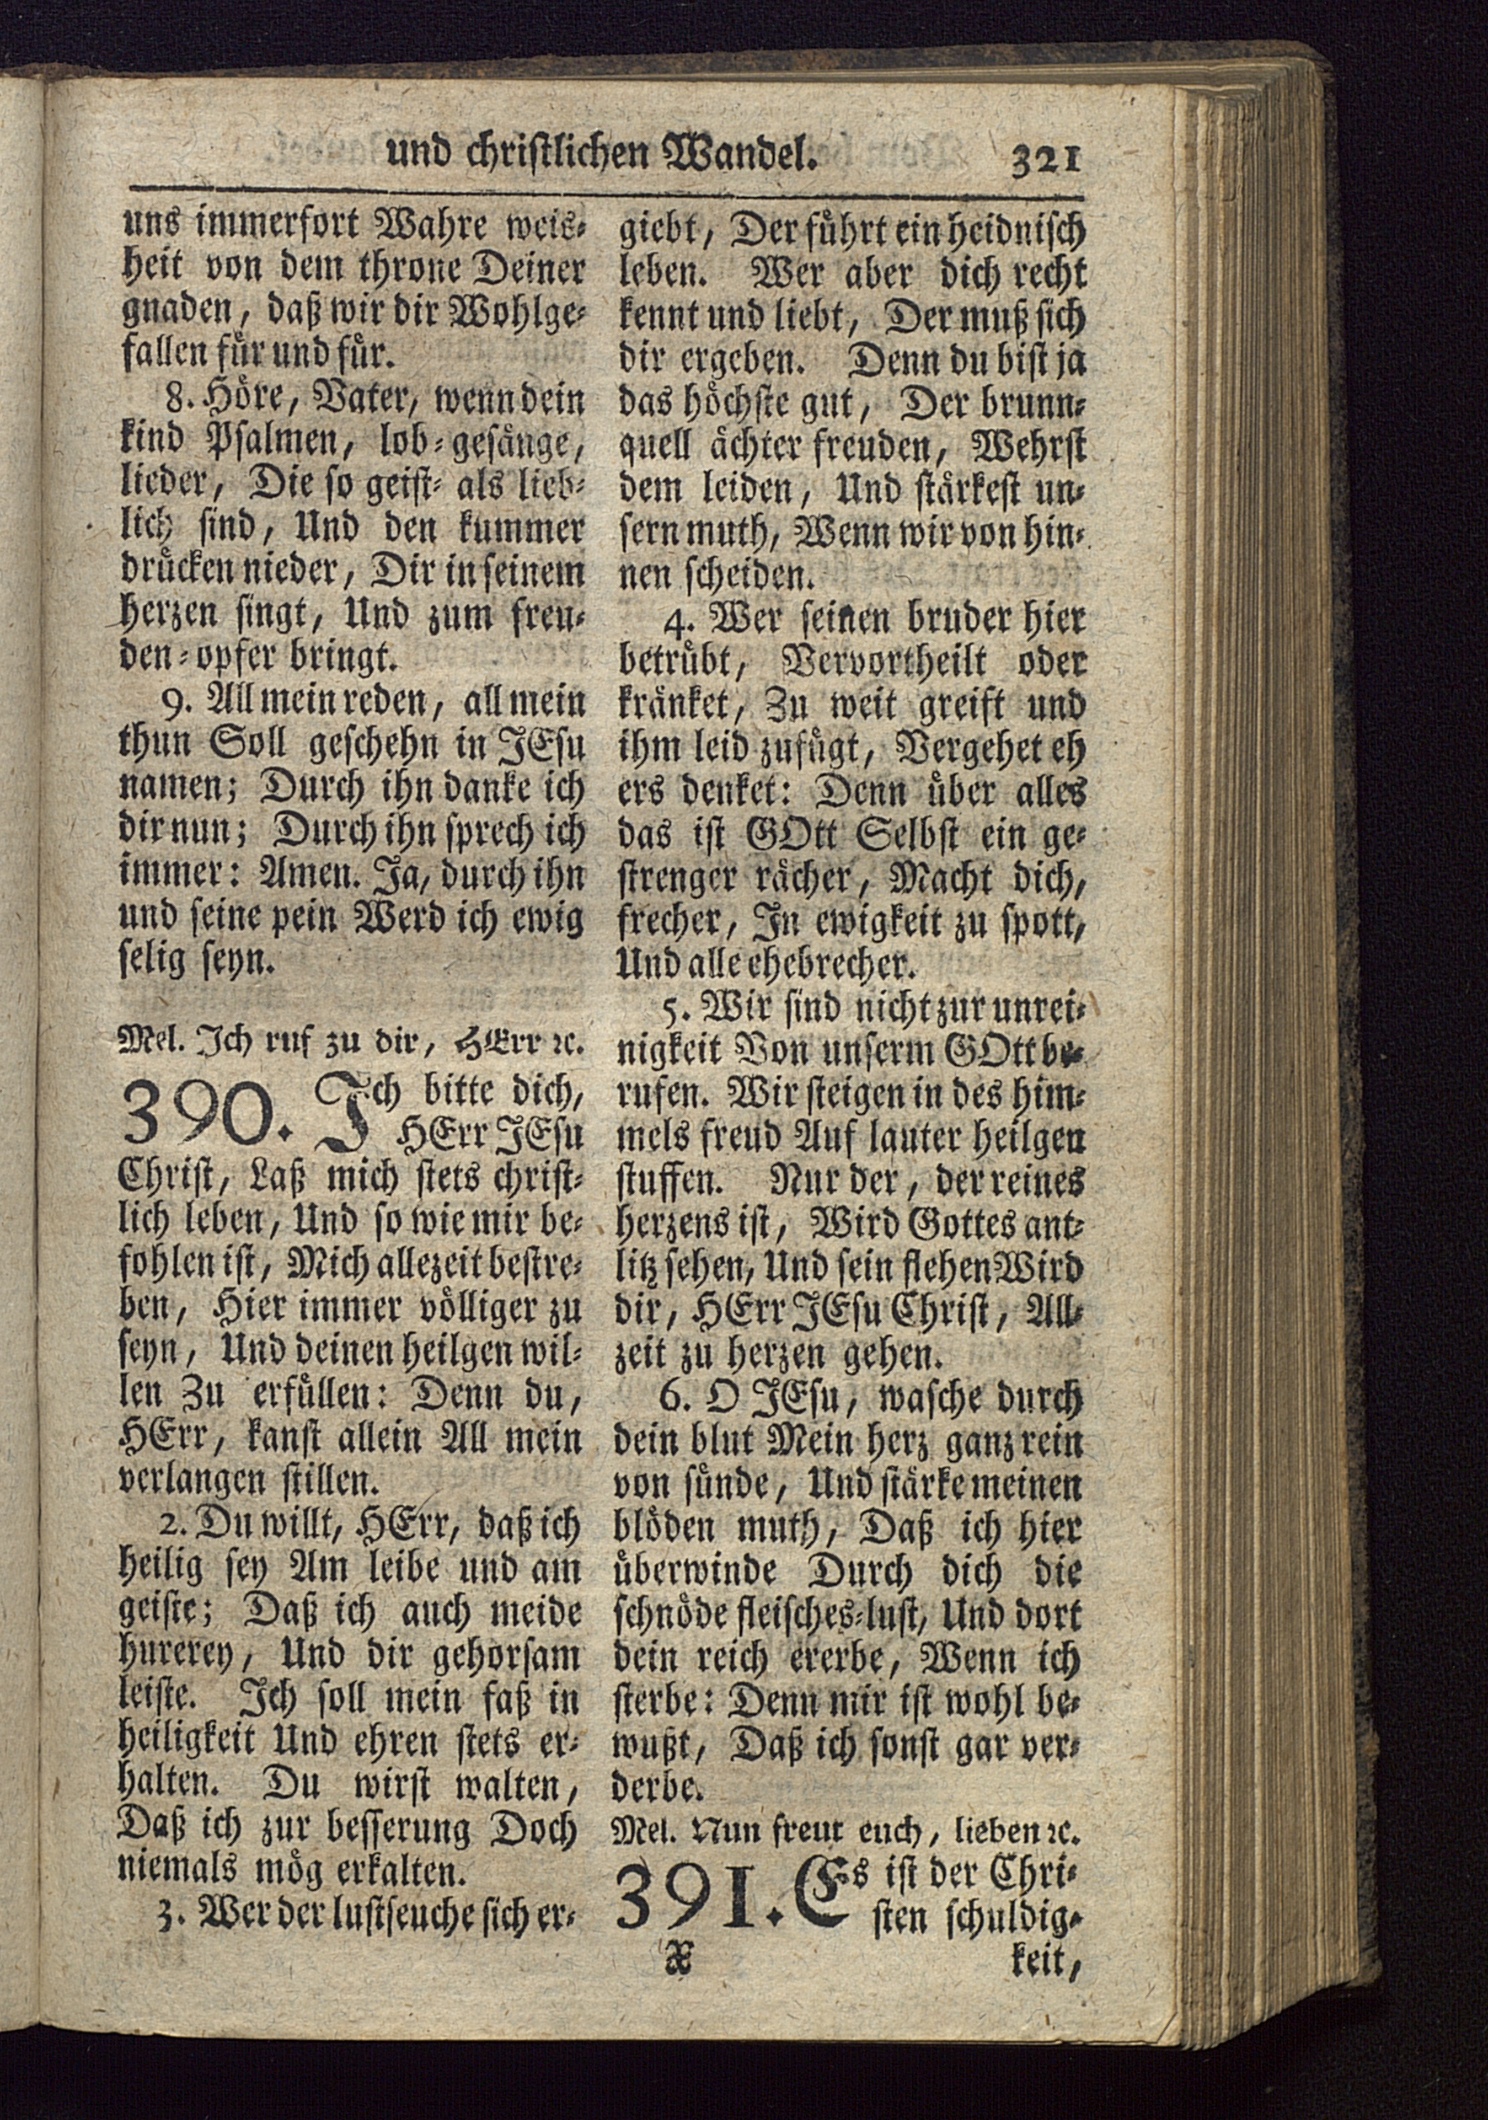 und christlichen Wandel. 321
uns immerfort Wahre weis-
heit von dem throne Deiner
gnaden, daß wir dir Wohlge-
fallen für und für.
8. Höre, Vater, wenn dein
kind Psalmen, lob-gesänge,
lieder, Die so geist- als lieb-
lich sind, Und den kummer
drücken nieder, Dir in seinem
herzen singt, Und zum freu-
den-opfer bringt.
9. All mein reden, all mein
thun Soll geschehn in JEsu
namen; Durch ihn danke ich
dir nun; Durch ihn sprech ich
immer: Amen. Ja, durch ihn
und seine pein Werd ich ewig
selig seyn.
Mel. Ich ruf zu dir, HErr ꝛc.
390. Ich bitte dich,
HErr JEsu
Christ, Laß mich stets christ-
lich leben, Und so wie mir be-
fohlen ist, Mich allezeit bestre-
ben, Hier immer völliger zu
seyn, Und deinen heilgen wil-
len Zu erfüllen: Denn du,
HErr, kanst allein All mein
verlangen stillen.
2. Du willt, HErr, daß ich
heilig sey Am leibe und am
geiste; Daß ich auch meide
hurerey, Und dir gehorsam
leiste. Ich soll mein faß in
heiligkeit Und ehren stets er-
halten. Du wirst walten,
Daß ich zur besserung Doch
niemals mög erkalten.
3. Wer der lustseuche sich er-
giebt, Der führt ein heidnisch
leben. Wer aber dich recht
kennt und liebt, Der muß sich
dir ergeben. Denn du bist ja
das höchste gut, Der brunn-
quell ächter freuden, Wehrst
dem leiden, Und stärkest un-
sern muth, Wenn wir von hin-
nen scheiden.
4. Wer seinen bruder hier
betrübt, Vervortheilt oder
kränket, Zu weit greift und
ihm leid zufügt, Vergehet eh
ers denket: Denn über alles
das ist GOtt Selbst ein ge-
strenger rächer, Macht dich,
frecher, In ewigkeit zu spott,
Und alle ehebrecher.
5. Wir sind nicht zur unrei-
nigkeit Von unserm GOtt be-
rufen. Wir steigen in des him-
mels freud Auf lauter heilgen
stuffen. Nur der, der reines
herzens ist, Wird Gottes ant-
litz sehen, Und sein flehen Wird
dir, HErr JEsu Christ, All-
zeit zu herzen gehen.
6. O JEsu, wasche durch
dein blut Mein herz ganz rein
von sünde, Und stärke meinen
blöden muth, Daß ich hier
überwinde Durch dich die
schnöde fleisches-lust, Und dort
dein reich ererbe, Wenn ich
sterbe: Denn mir ist wohl be-
wußt, Daß ich sonst gar ver-
derbe.
Mel. Nun freut euch, lieben ꝛc.
391. Es ist der Chri-
sten schuldig-
X keit,